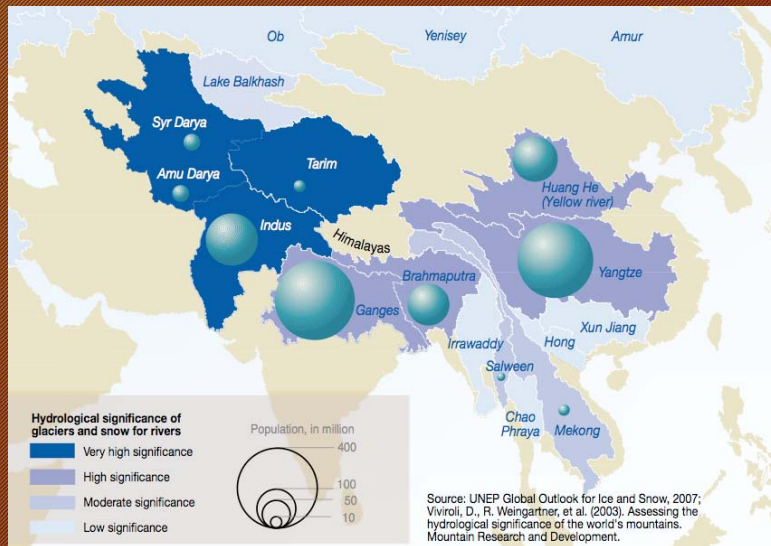 Ob
Yenisey
Amur
Lake Balkhash
Syr Darya
Tarim
Amu Darya
Huang He
(Yellow river)
Indus
Himalayas
Brahmaputra
Yangtze
Ganges
Xun Jiang
Irrawaddy
Hong
Salween
Chao
Phraya
Mekong
Hydrological significance of
glaciers and snow for rivers
Very high significance
High significance
Moderate significance
Low significance
Population, in million
400
100
50
10
Source: UNEP Global Outlook for Ice and Snow, 2007;
Viviroli, D., R. Weingartner, et al. (2003). Assessing the
hydrological significance of the world's mountains.
Mountain Research and Development.